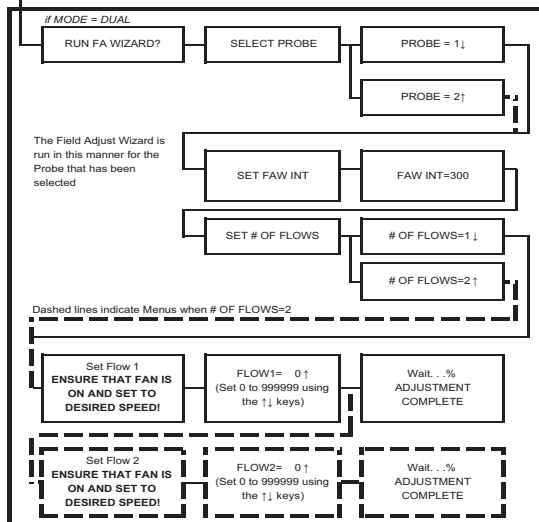 if MODE = DUAL
RUN FA WIZARD?
SELECT PROBE
PROBE = 1↓
PROBE = 2↑
The Field Adjust Wizard is
run in this manner for the
Probe that has been
selected
SET FAW INT
FAW INT=300
SET # OF FLOWS
# OF FLOWS=1 ↓
# OF FLOWS=2 ↑
Dashed lines indicate Menus when # OF FLOWS=2
Set Flow 1
ENSURE THAT FAN IS
ON AND SET TO
DESIRED SPEED!
FLOW1= 0 ↑
(Set 0 to 999999 using
the ↑↓ keys)
Wait. . .%
ADJUSTMENT
COMPLETE
Set Flow 2
ENSURE THAT FAN IS
ON AND SET TO
DESIRED SPEED!
FLOW2= 0 ↑
(Set 0 to 999999 using
the ↑↓ keys)
Wait. . .%
ADJUSTMENT
COMPLETE